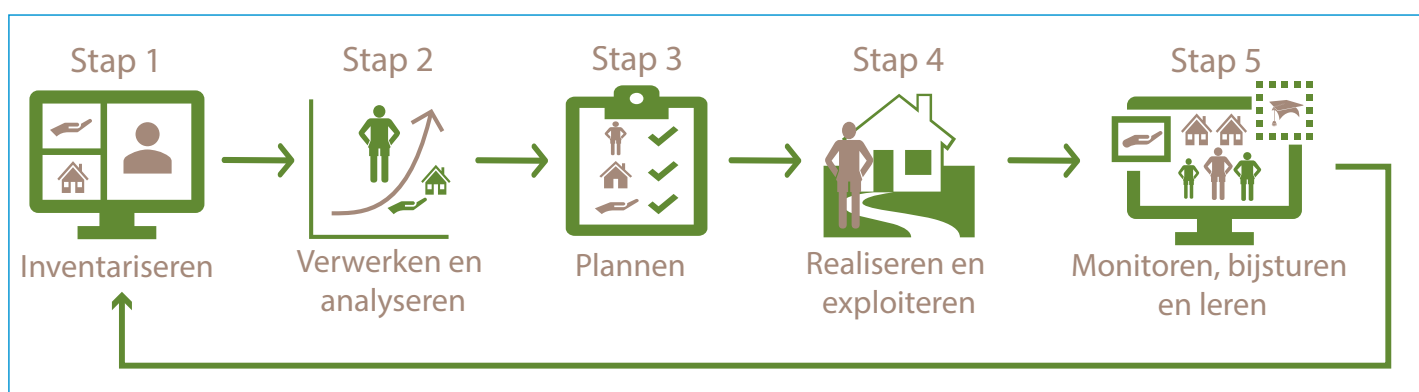 Stap 1
Stap 2
Stap 3
Stap 4
Stap 5
Inventariseren
Verwerken en
analyseren
Plannen
Realiseren en
exploiteren
Monitoren, bijsturen
en leren